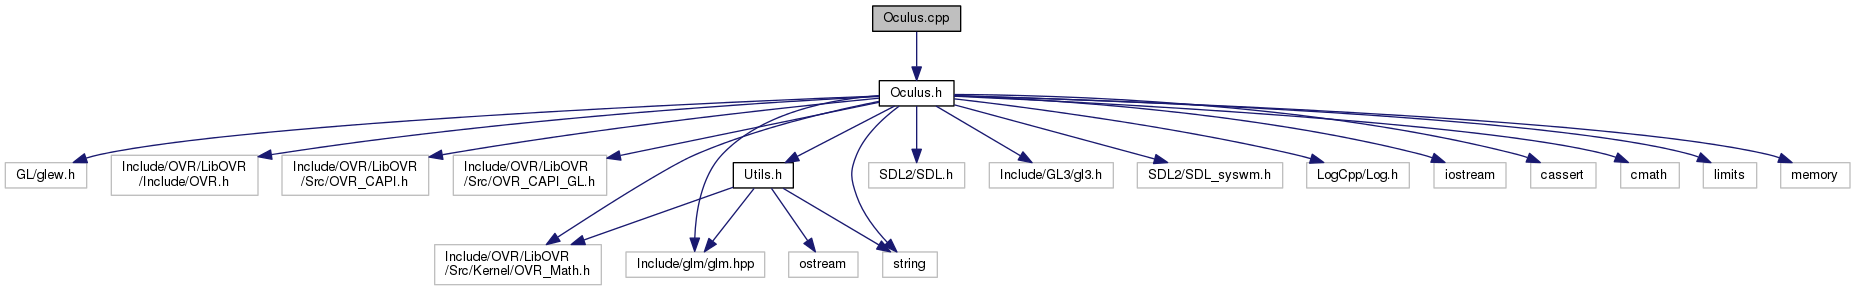 Oculus.cpp
Oculus.h
GL/glew.h
Include/OVR/LibOVR
/Include/OVR.h
Include/OVR/LibOVR
/Src/OVR_CAPI.h
Include/OVR/LibOVR
/Src/OVR_CAPI_GL.h
Utils.h
SDL2/SDL.h
Include/GL3/gl3.h
SDL2/SDL_syswm.h
LogCpp/Log.h
iostream
cassert
cmath
limits
memory
Include/OVR/LibOVR
/Src/Kernel/OVR_Math.h
Include/glm/glm.hpp
ostream
string